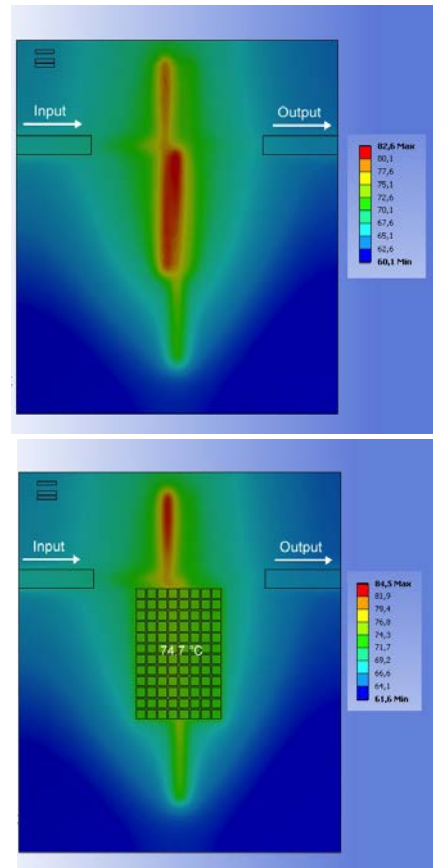 Input
Output
82,6 Max
80,1
77,6
75,1
72,6
70,1
67,6
65,1
62,6
60,1 Min
Input
Output
74.7 °C
84,5 Max
81,9
79,4
76,8
74,3
71,7
69,2
66,6
64,1
61,6 Min